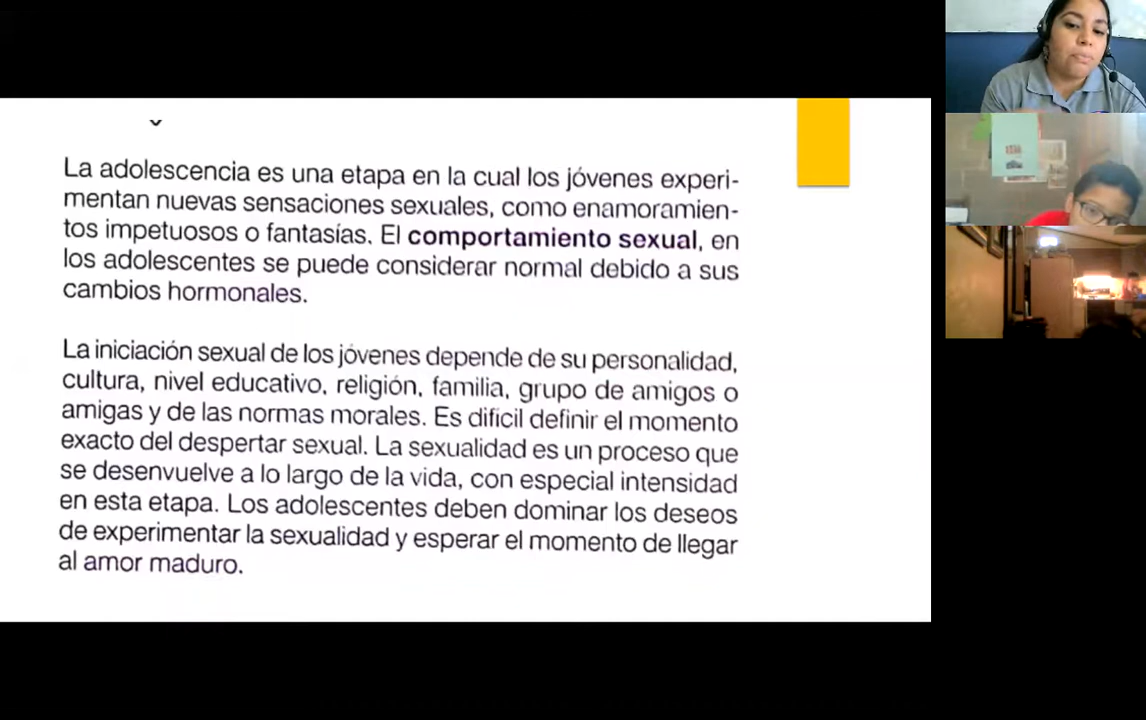 La adolescencia es una etapa en la cual los jóvenes experi-
mentan nuevas sensaciones sexuales, como enamoramien-
tos impetuosos o fantasías. El comportamiento sexual, en
los adolescentes se puede considerar normal debido a sus
cambios hormonales.
La iniciación sexual de los jóvenes depende de su personalidad,
cultura, nivel educativo, religión, familia, grupo de amigos o
amigas y de las normas morales. Es difícil definir el momento
exacto del despertar sexual. La sexualidad es un proceso que
se desenvuelve a lo largo de la vida, con especial intensidad
en esta etapa. Los adolescentes deben dominar los deseos
de experimentar la sexualidad y esperar el momento de llegar
al amor maduro.